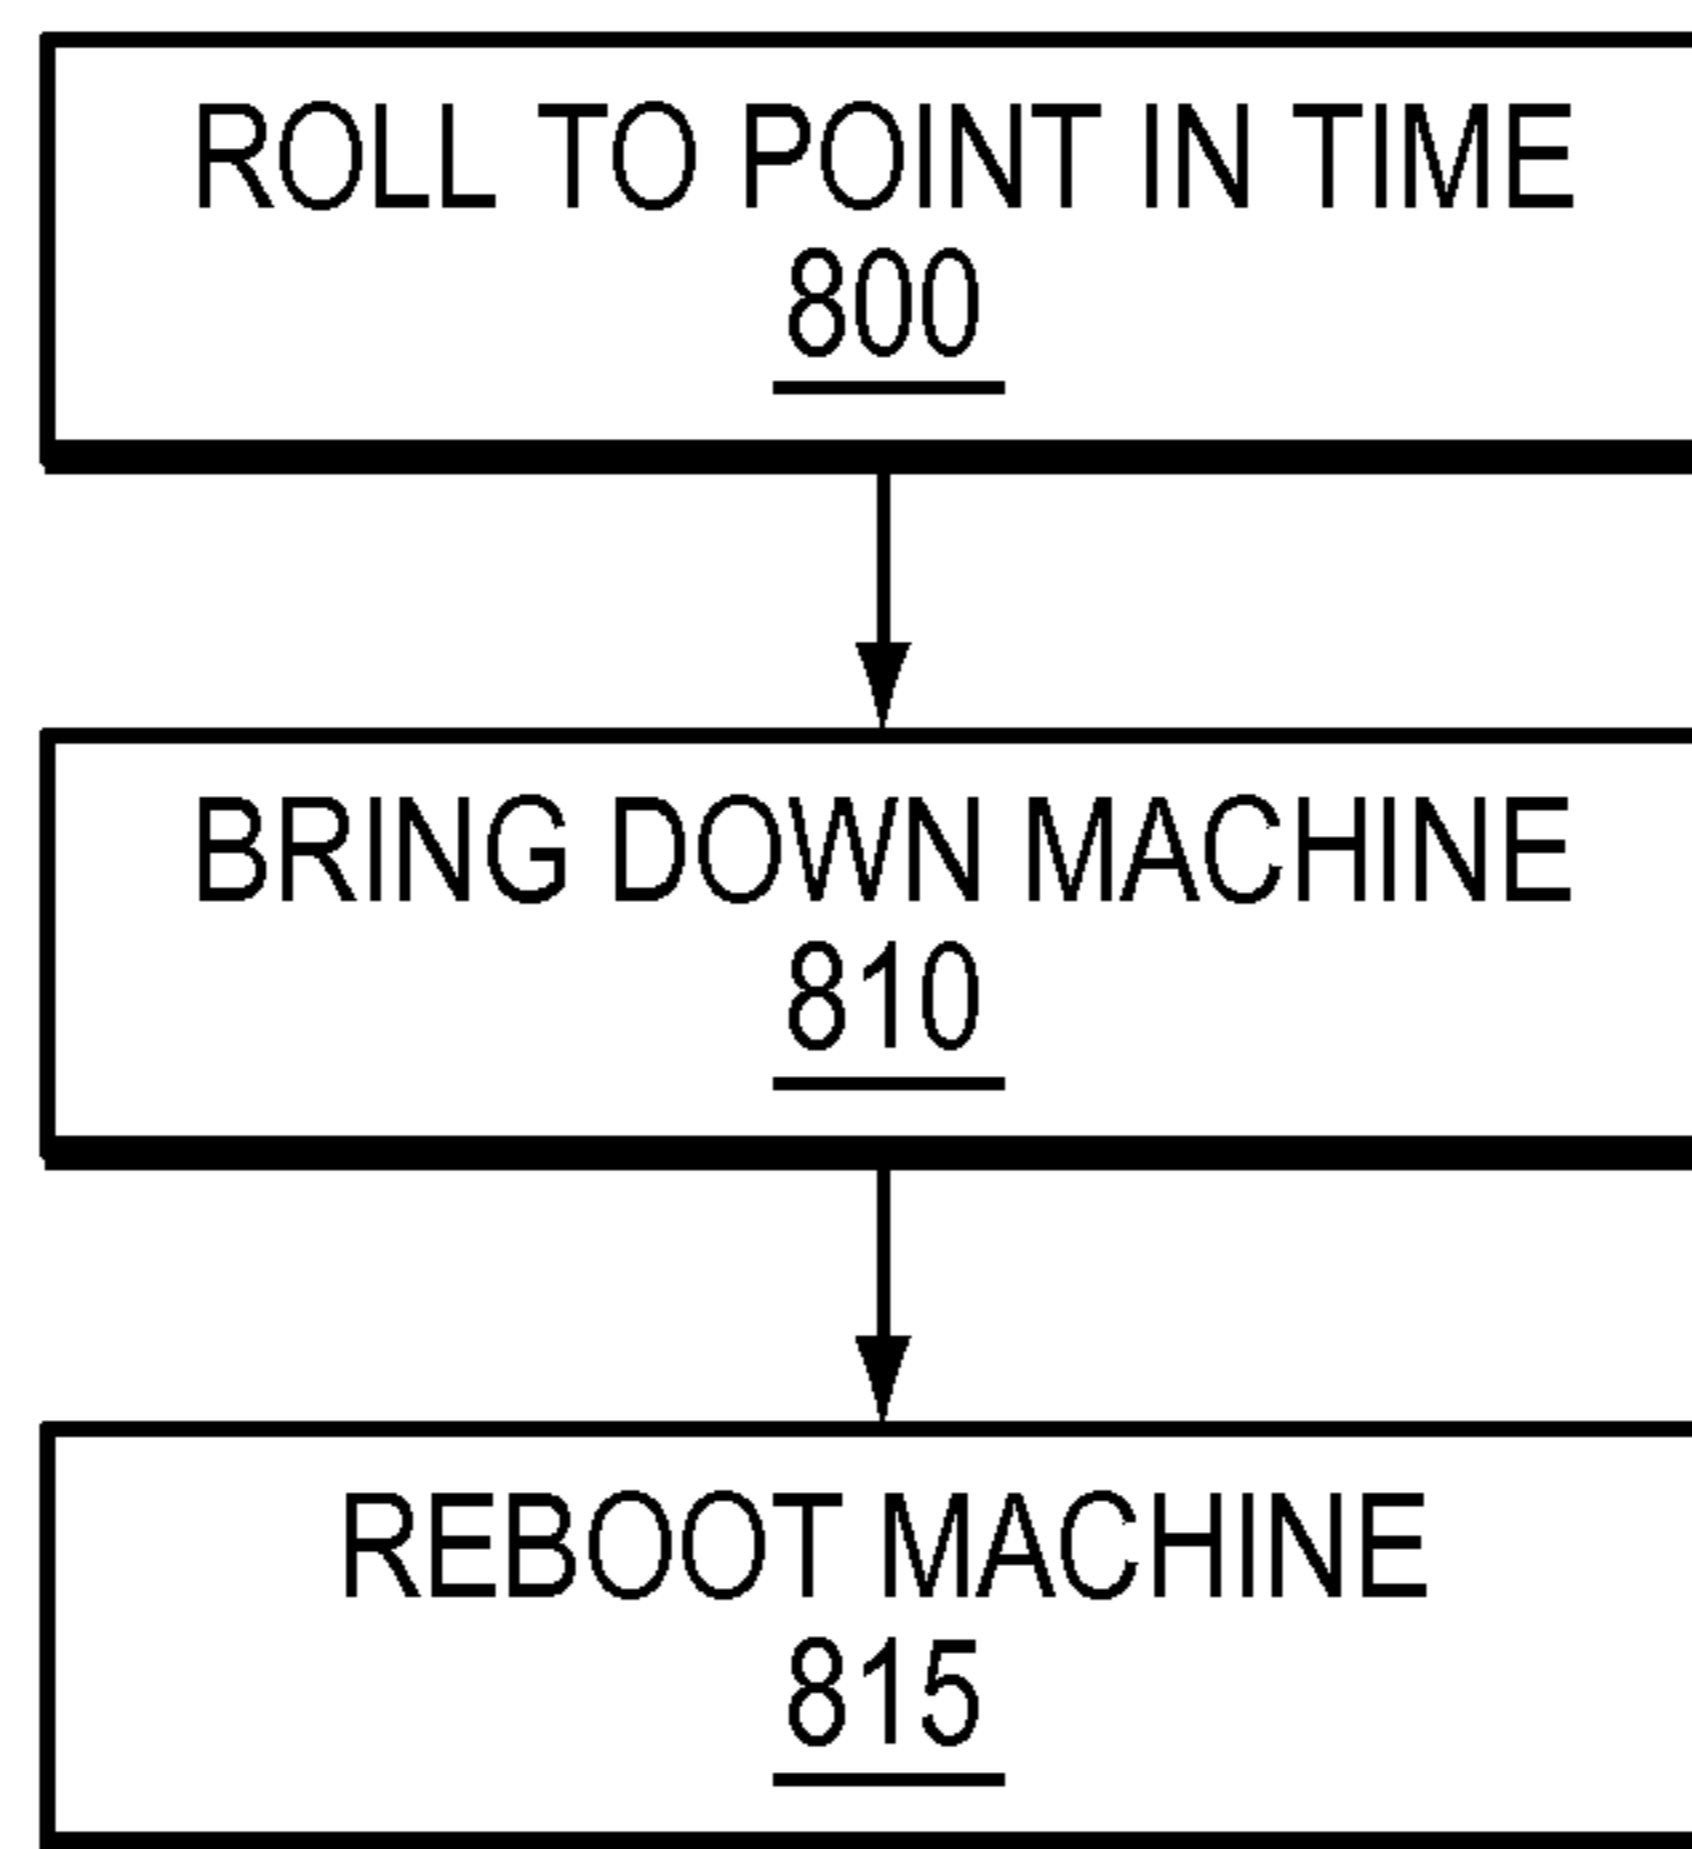 ROLL TO POINT IN TIME
800
BRING DOWN MACHINE
810
REBOOT MACHINE
815